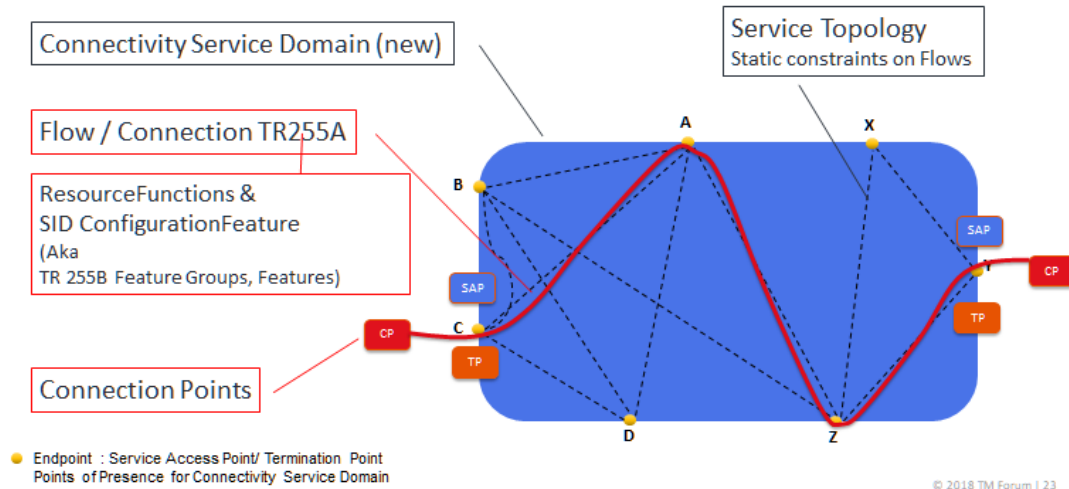 Connectivity Service Domain (new)
Service Topology
Static constraints on Flows
Flow / Connection TR255A
ResourceFunctions &
SID ConfigurationFeature
(Aka
TR 255B Feature Groups, Features)
Connection Points
A
X
B
SAP
C
CP
TP
D
Z
SAP
Y
CP
TP
Endpoint : Service Access Point/ Termination Point
Points of Presence for Connectivity Service Domain
© 2018 TM Forum | 23